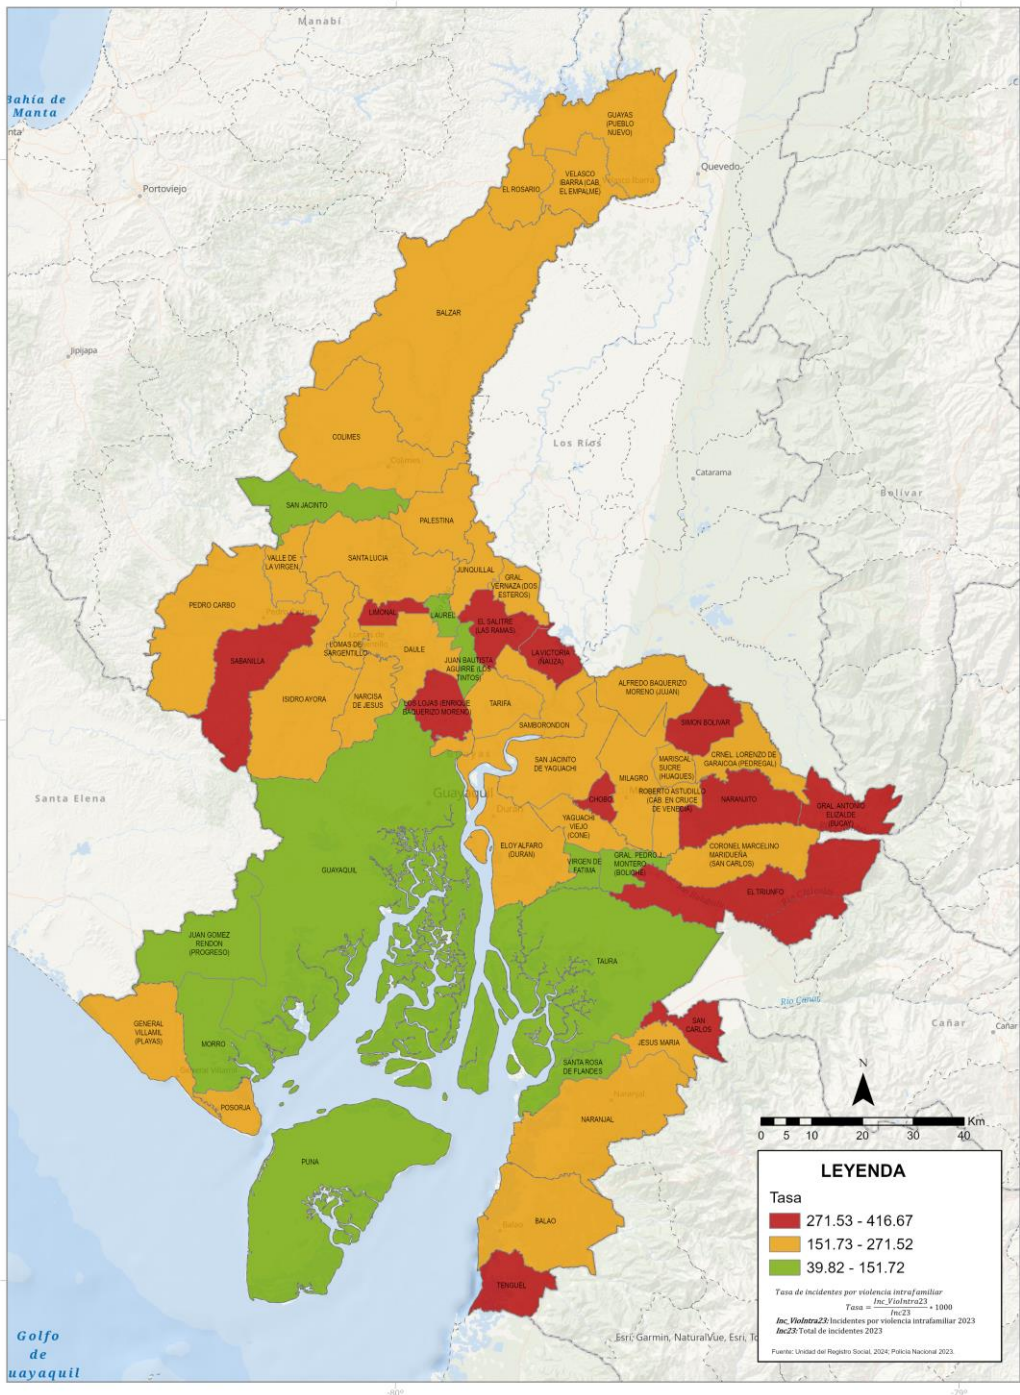 Manabí
Bahía de
Manta
nta
Portoviejo
Quevedo
Jipijapa
Los Ríos
Catarama
Bolívar
Santa Elena
Guayaquil
Durán
Río Cañar
Cañar
Cañar
Golfo
de
uayaquil
GUAYAS
(PUEBLO
NUEVO)
VELASCO
IBARRA (CAB.
EL EMPALME)
EL ROSARIO
BALZAR
COLIMES
Colimes
SAN JACINTO
PALESTINA
VALLE DE
LA VIRGEN
SANTA LUCIA
JUNQUILLAL
GRAL.
VERNAZA (DOS
ESTEROS)
PEDRO CARBO
LIMONAL
LAUREL
EL SALITRE
(LAS RAMAS)
SABANILLA
LOMAS DE
SARGENTILLO
DAULE
LA VICTORIA
(ÑAUZA)
JUAN BAUTISTA
AGUIRRE (LOS
TINTOS)
ISIDRO AYORA
NARCISA
DE JESUS
LOS LOJAS (ENRIQUE
BAQUERIZO MORENO)
TARIFA
ALFREDO BAQUERIZO
MORENO (JUJAN)
SAMBORONDON
SIMON BOLIVAR
SAN JACINTO
DE YAGUACHI
MARISCAL
SUCRE
(HUAQUES)
CRNEL. LORENZO DE
GARAICOA (PEDREGAL)
MILAGRO
ROBERTO ASTUDILLO
(CAB. EN CRUCE
DE VENECIA)
CHOBO
NARANJITO
GRAL. ANTONIO
ELIZALDE
(BUCAY)
YAGUACHI
VIEJO
(CONE)
ELOY ALFARO
(DURAN)
CORONEL MARCELINO
MARIDUEÑA
(SAN CARLOS)
VIRGEN DE
FATIMA
GRAL. PEDRO J.
MONTERO
(BOLICHE)
GUAYAQUIL
EL TRIUNFO
JUAN GOMEZ
RENDON
(PROGRESO)
TAURA
GENERAL
VILLAMIL
(PLAYAS)
SAN
CARLOS
MORRO
JESUS MARIA
SANTA ROSA
DE FLANDES
POSORJA
Naranjal
NARANJAL
PUNA
BALAO
Balao
TENGUEL
N
Km
0 5 10 20 30 40
LEYENDA
Tasa
271.53 - 416.67
151.73 - 271.52
39.82 - 151.72
Tasa de incidentes por violencia intrafamiliar
Tasa = Inc_VioIntra23 / Inc23 * 1000
Inc_VioIntra23: Incidentes por violencia intrafamiliar 2023
Inc23: Total de incidentes 2023
Fuente: Unidad del Registro Social, 2024; Policía Nacional 2023.
Esri, Garmin, NaturalVue, Esri,
-80°
-79°